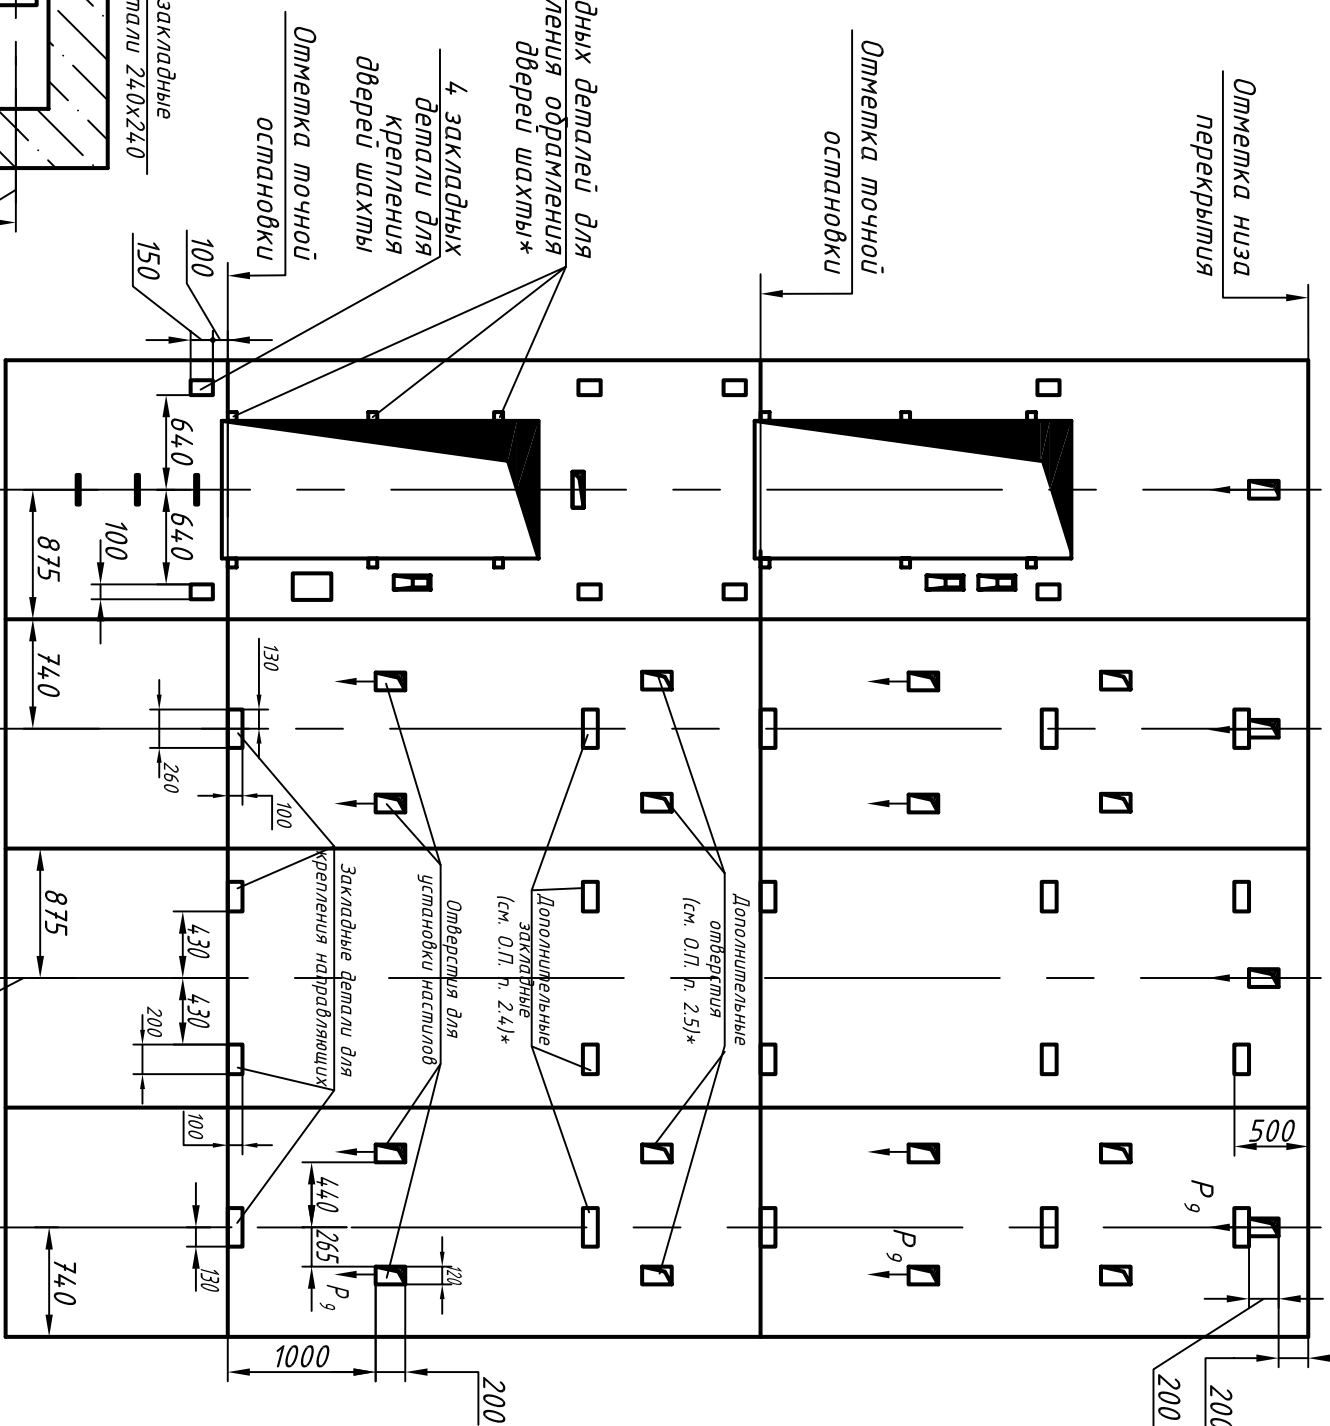 Отметка низа
перекрытия
Отметка точной
остановки
дных деталей для
ления обрамления
дверей шахты*
4 закладных
детали для
крепления
дверей шахты
Отметка точной
остановки
закладные
тали 240х240
100
150
640
640
100
875
740
130
260
100
875
430
430
200
100
130
740
Закладные детали для
крепления направляющих
Отверстия для
установки настилов
Дополнительные
закладные
(см. О.П. п. 2.4)*
Дополнительные
отверстия
(см. О.П. п. 2.5)*
440
265
120
P9
P9
P9
500
1000
200
200
200